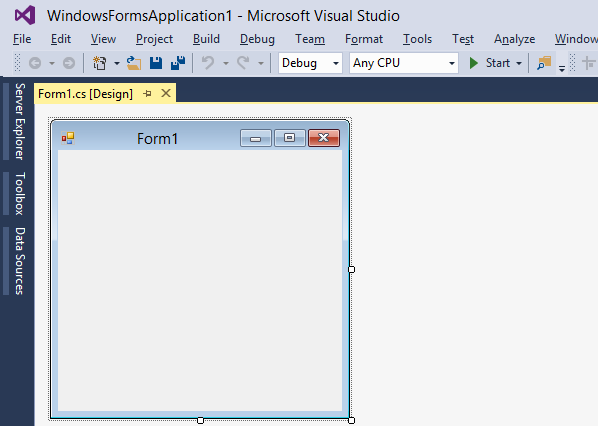 WindowsFormsApplication1 - Microsoft Visual Studio
File Edit View Project Build Debug Team Format Tools Test Analyze Window
Debug Any CPU Start
Form1.cs [Design]
Server Explorer
Toolbox
Data Sources
Form1